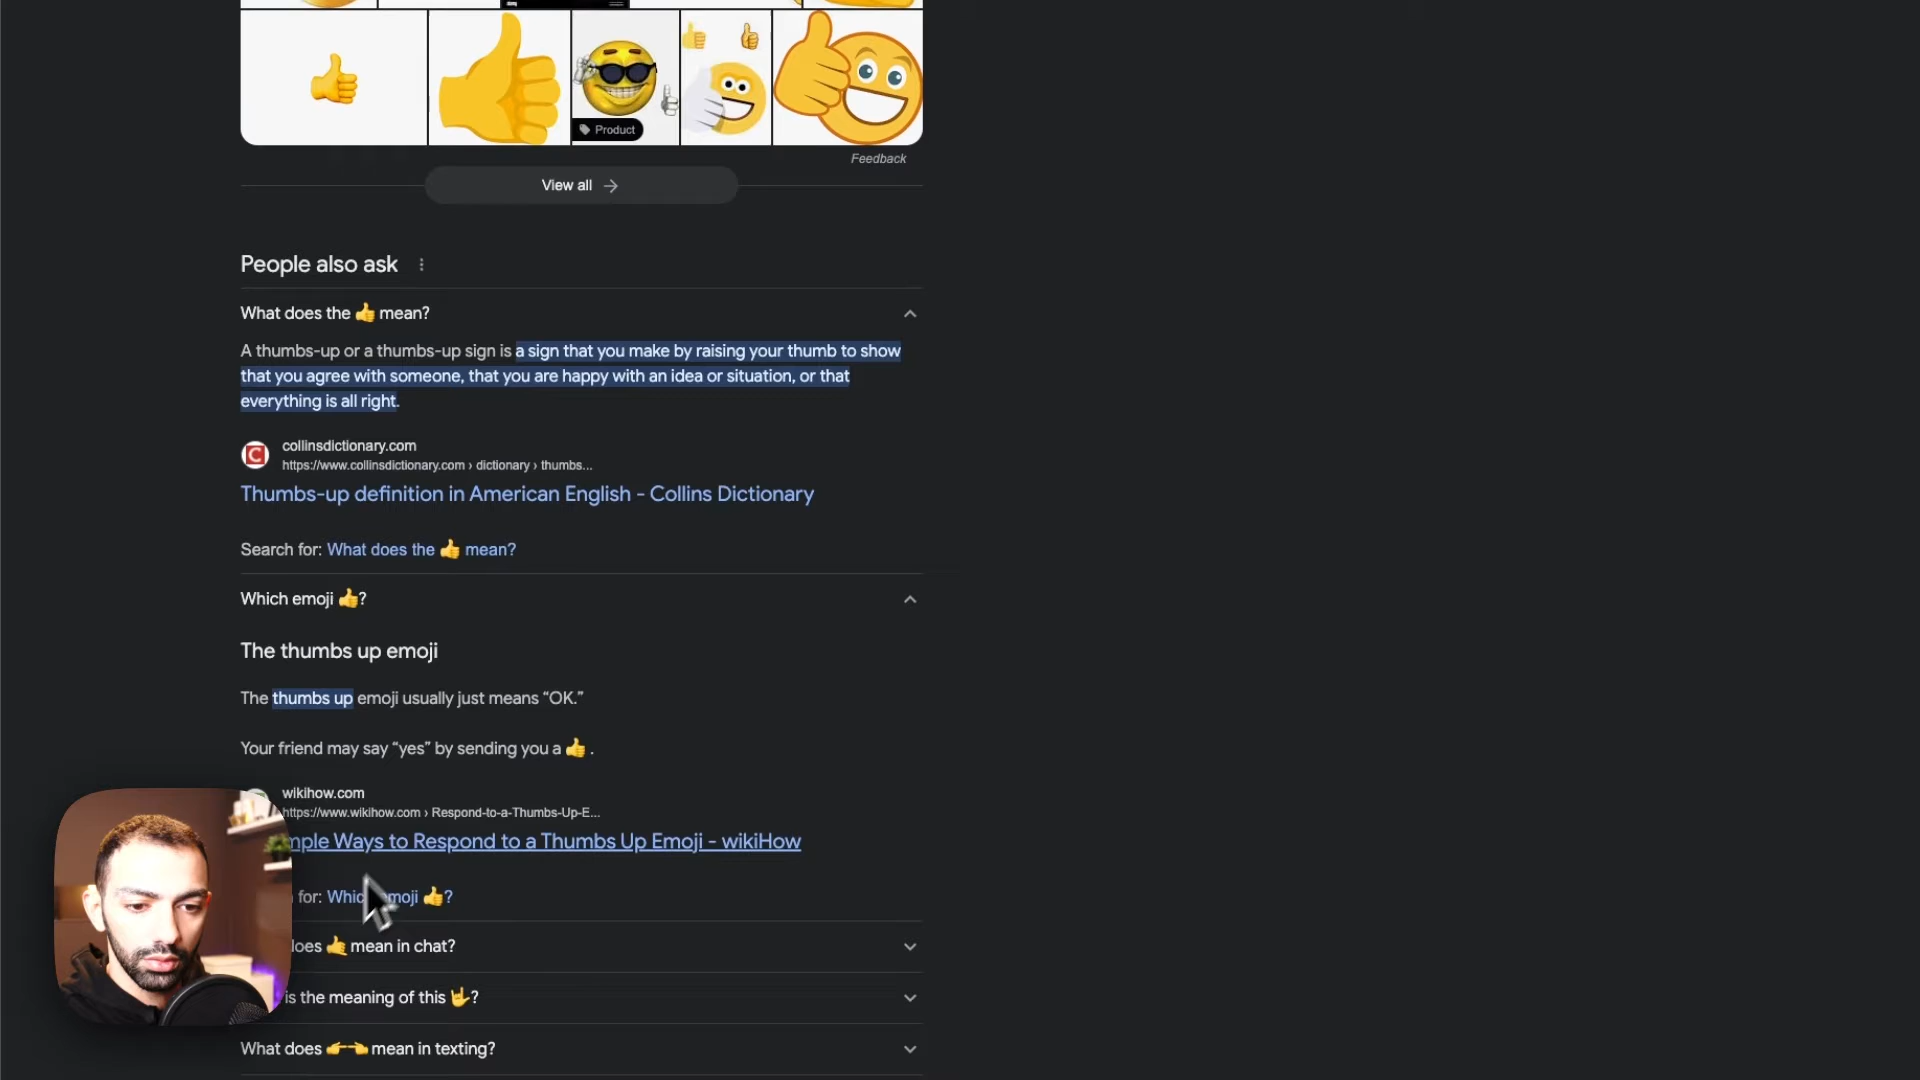 Product
Feedback
View all →
People also ask
What does the 👍 mean?
A thumbs-up or a thumbs-up sign is a sign that you make by raising your thumb to show
that you agree with someone, that you are happy with an idea or situation, or that
everything is all right.
collinsdictionary.com
https://www.collinsdictionary.com › dictionary › thumbs...
Thumbs-up definition in American English - Collins Dictionary
Search for: What does the 👍 mean?
Which emoji 👍?
The thumbs up emoji
The thumbs up emoji usually just means “OK.”
Your friend may say “yes” by sending you a 👍 .
wikihow.com
https://www.wikihow.com › Respond-to-a-Thumbs-Up-E...
Ways to Respond to a Thumbs Up Emoji - wikiHow
for: 👍?
mean in chat?
is the meaning of this 🤟?
What does 👉👈 mean in texting?